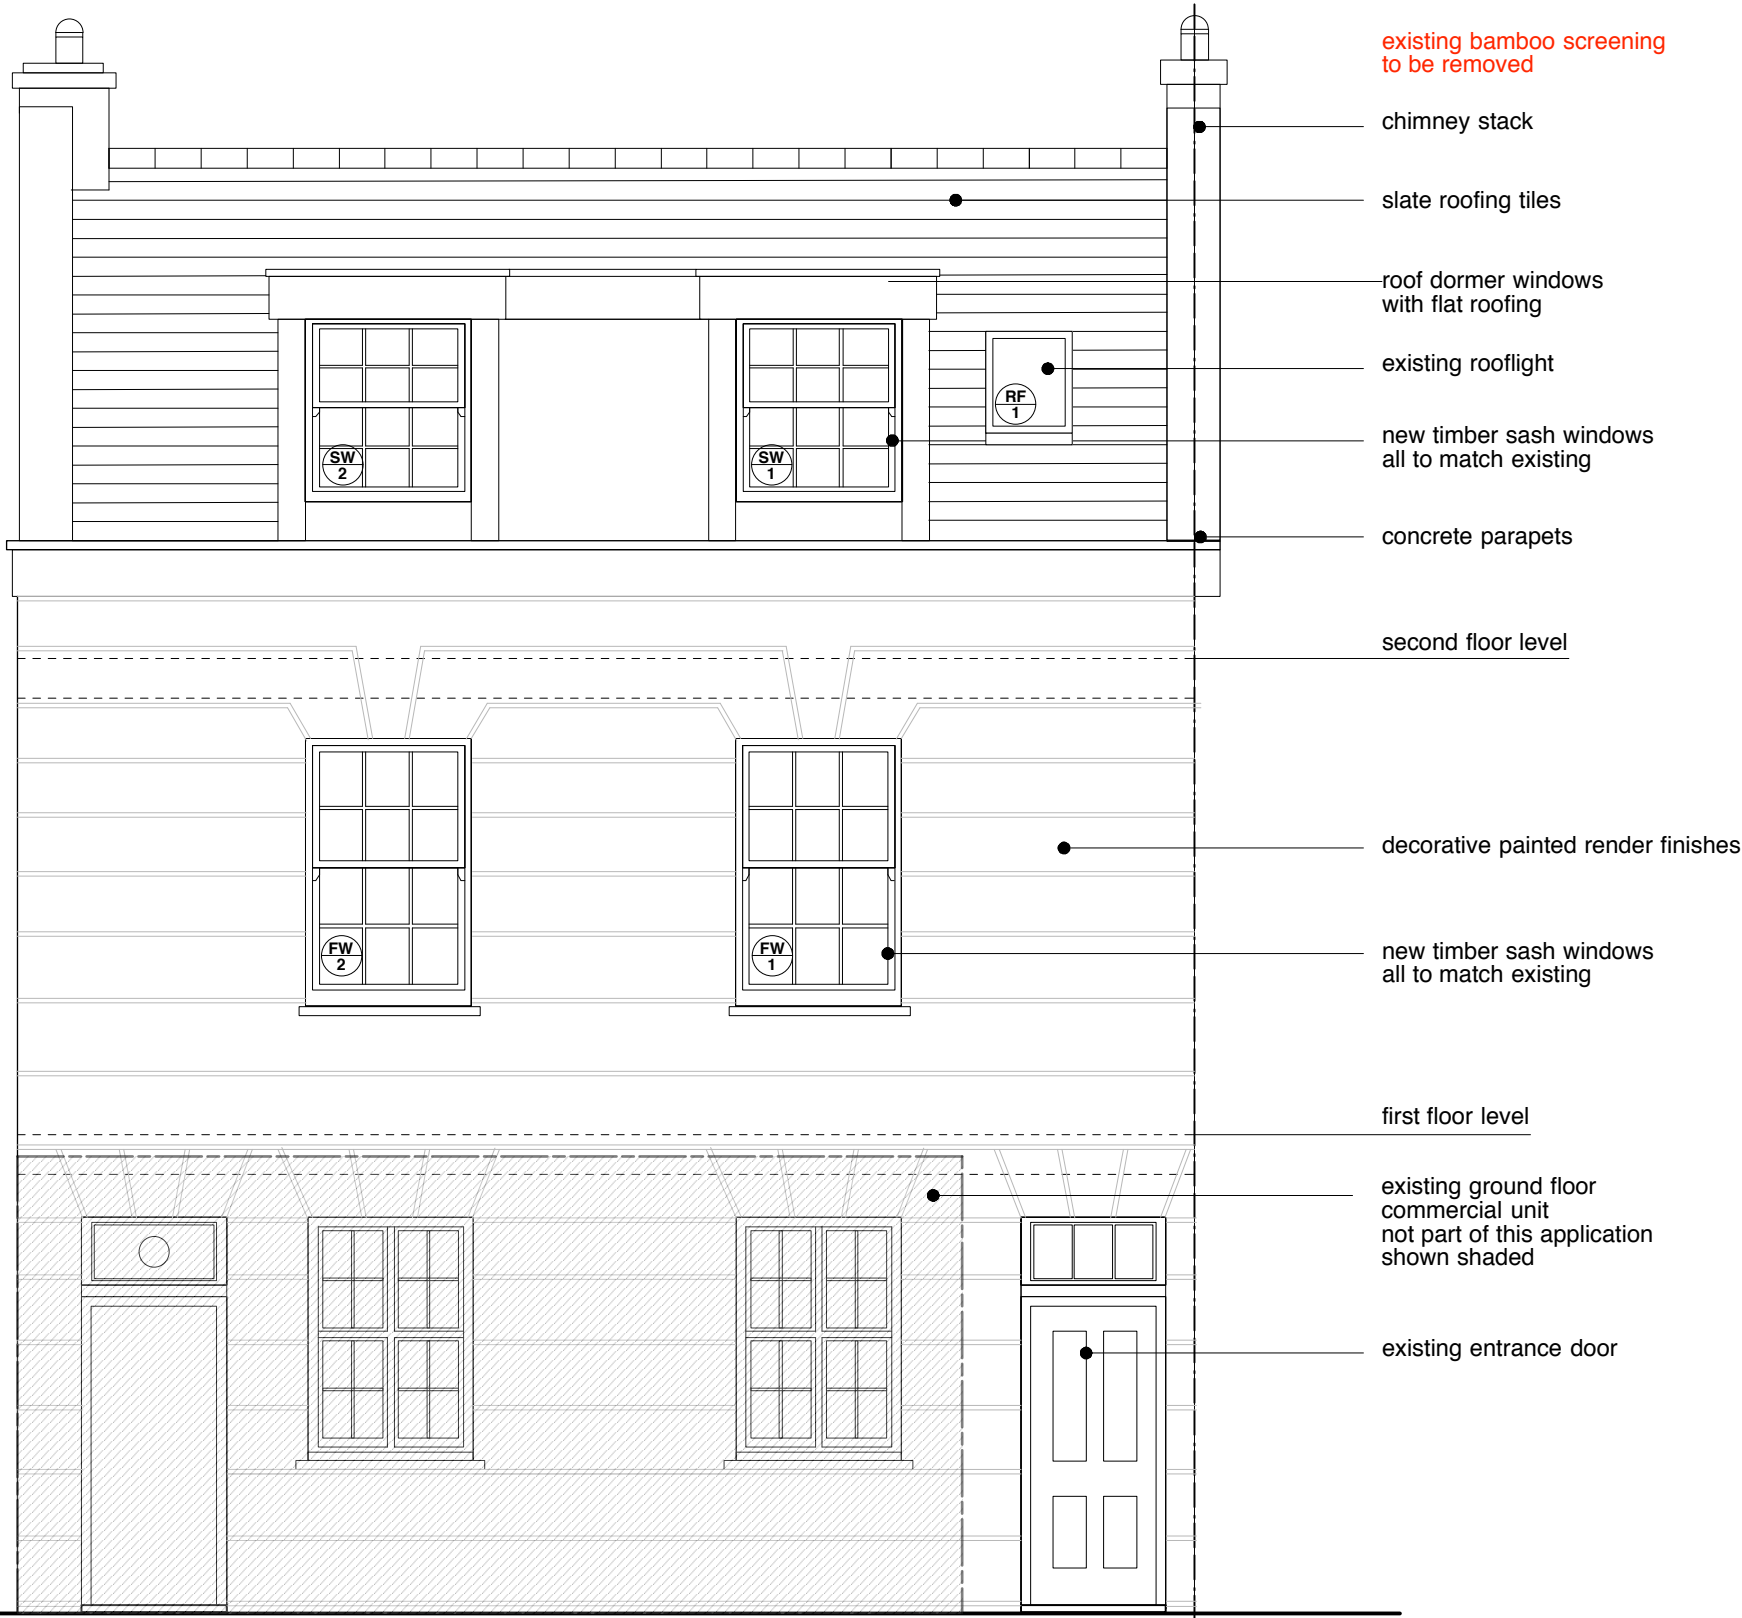 existing bamboo screening
to be removed
chimney stack
slate roofing tiles
roof dormer windows
with flat roofing
existing rooflight
RF
1
new timber sash windows
all to match existing
SW
2
SW
1
concrete parapets
second floor level
decorative painted render finishes
new timber sash windows
all to match existing
FW
2
FW
1
first floor level
existing ground floor
commercial unit
not part of this application
shown shaded
existing entrance door